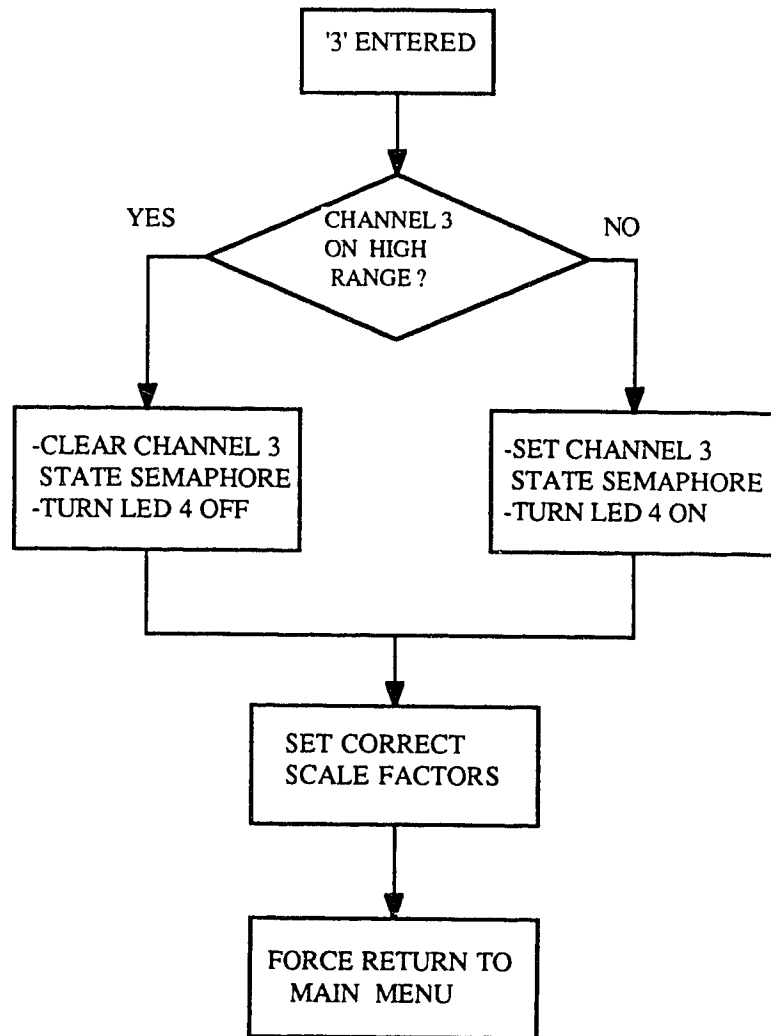 '3' ENTERED
YES
CHANNEL 3
ON HIGH
RANGE ?
NO
-CLEAR CHANNEL 3
STATE SEMAPHORE
-TURN LED 4 OFF
-SET CHANNEL 3
STATE SEMAPHORE
-TURN LED 4 ON
SET CORRECT
SCALE FACTORS
FORCE RETURN TO
MAIN MENU